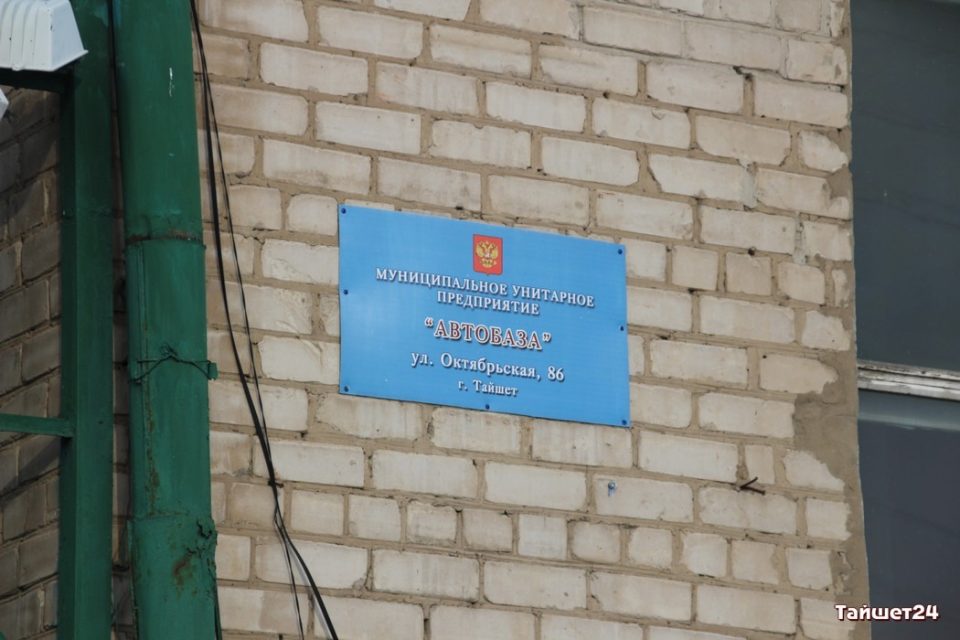 МУНИЦИПАЛЬНОЕ УНИТАРНОЕ
ПРЕДПРИЯТИЕ
“АВТОБАЗА”
ул. Октябрьская, 86
г. Тайшет
Тайшет24